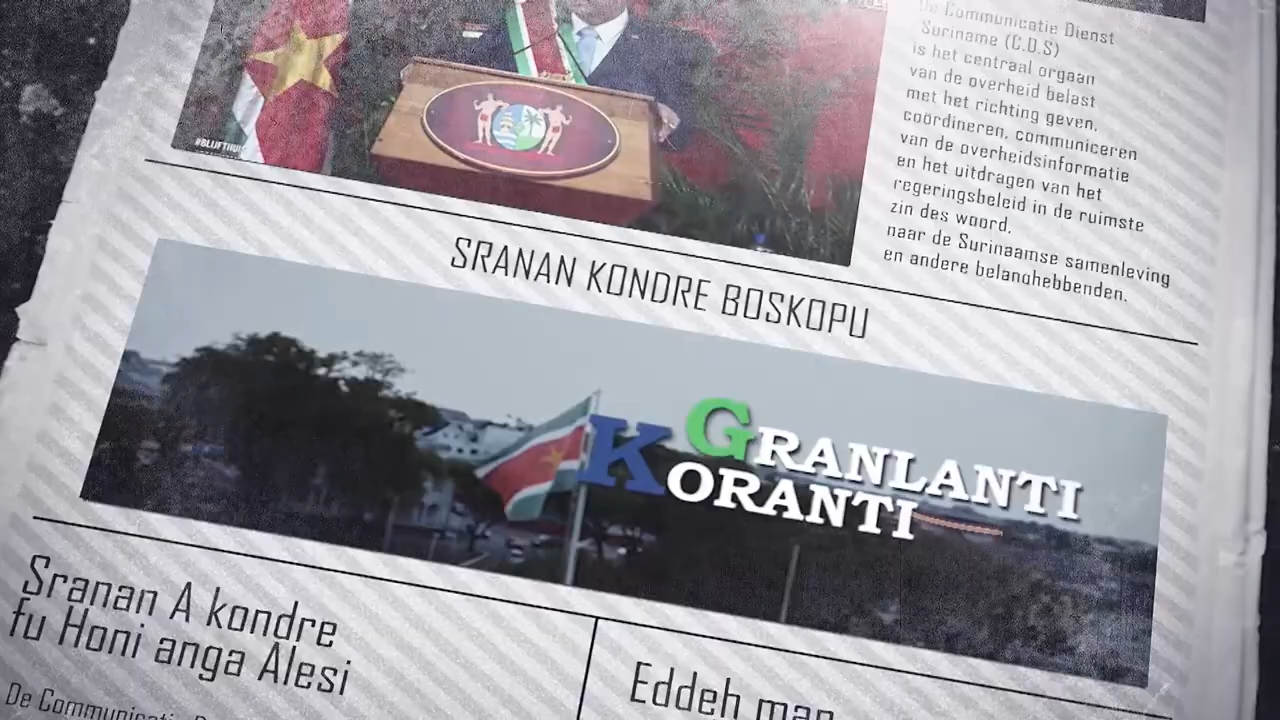 De Communicatie Dienst
Suriname (C.D.S)
is het centraal orgaan
van de overheid belast
met het richting geven,
coördineren, communiceren
van de overheidsinformatie
en het uitdragen van het
regeringsbeleid in de ruimste
zin des woord.
naar de Surinaamse samenleving
en andere belanghebbenden.
SRANAN KONDRE BOSKOPU
GRANLANTI
KORANTI
Sranan A kondre
fu Honi anga Alesi
De
Eddeh man